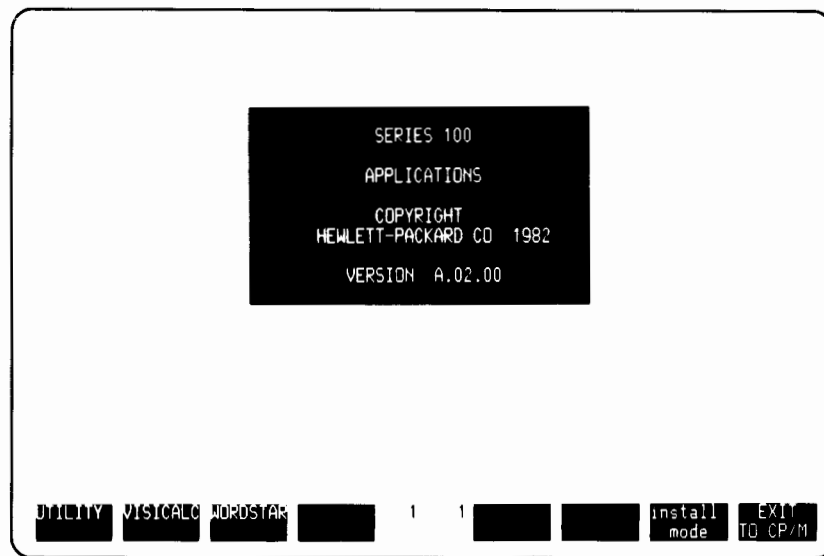 SERIES 100
APPLICATIONS
COPYRIGHT
HEWLETT-PACKARD CO 1982
VERSION A.02.00
UTILITY VISICALC WORDSTAR 1 1 install mode EXIT TO CP/M